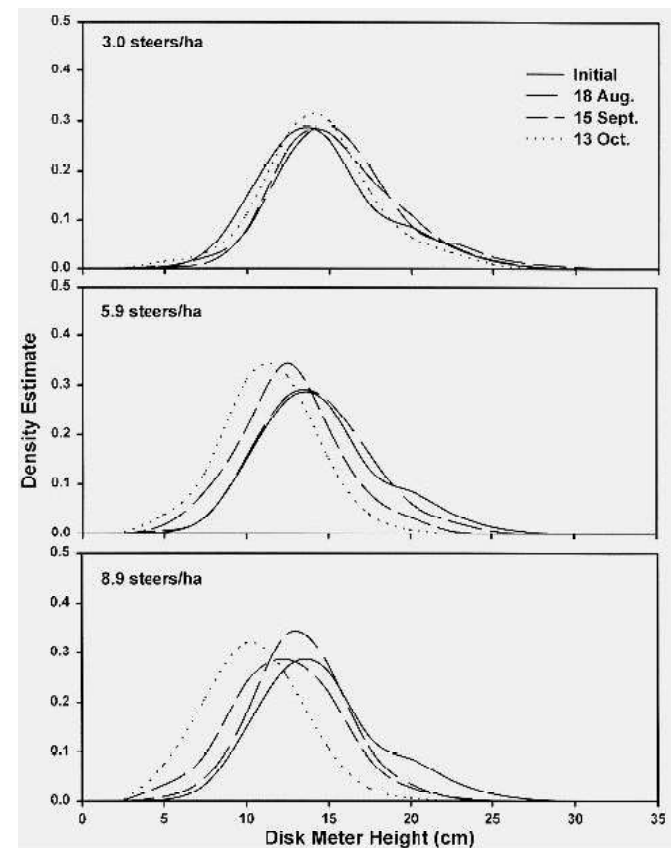 0.5
3.0 steers/ha
Initial
0.4
18 Aug.
15 Sept.
0.3
13 Oct.
0.2
0.1
0.0
0.5
5.9 steers/ha
0.4
0.3
0.2
0.1
0.0
Density Estimate
0.5
8.9 steers/ha
0.4
0.3
0.2
0.1
0.0
0 5 10 15 20 25 30 35
Disk Meter Height (cm)